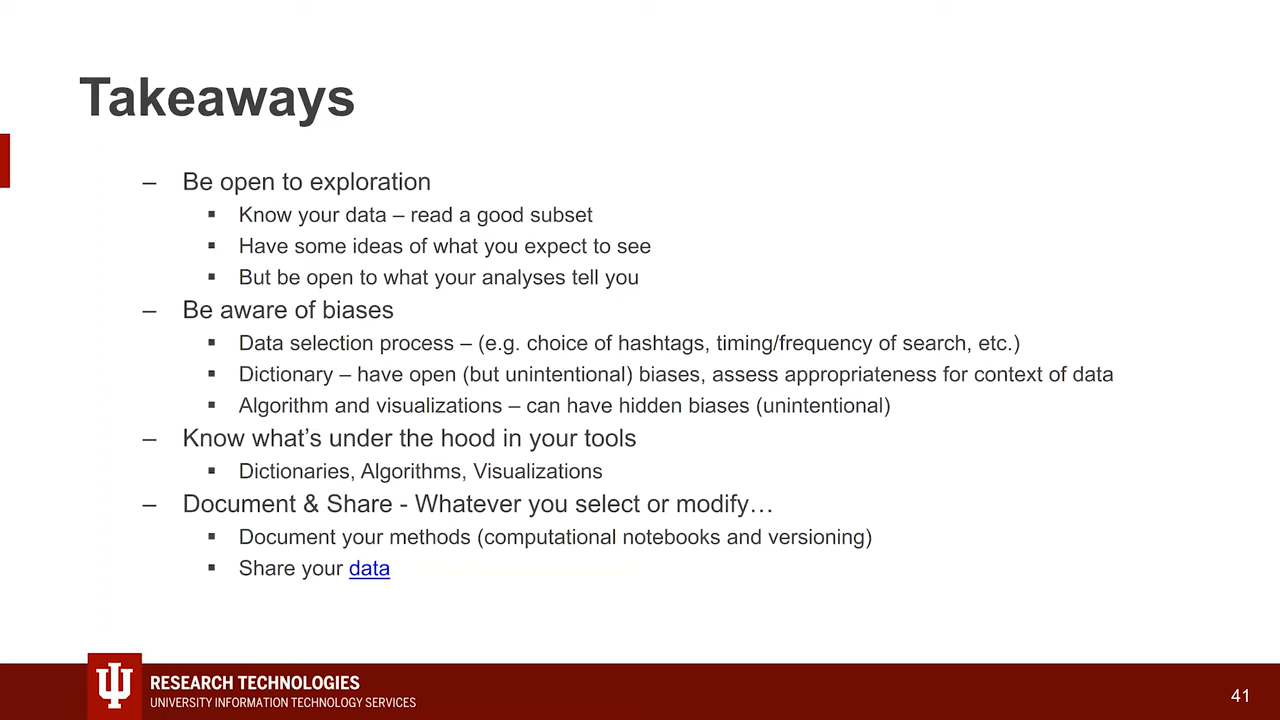 Takeaways
– Be open to exploration
▪ Know your data – read a good subset
▪ Have some ideas of what you expect to see
▪ But be open to what your analyses tell you
– Be aware of biases
▪ Data selection process – (e.g. choice of hashtags, timing/frequency of search, etc.)
▪ Dictionary – have open (but unintentional) biases, assess appropriateness for context of data
▪ Algorithm and visualizations – can have hidden biases (unintentional)
– Know what’s under the hood in your tools
▪ Dictionaries, Algorithms, Visualizations
– Document & Share - Whatever you select or modify…
▪ Document your methods (computational notebooks and versioning)
▪ Share your data
RESEARCH TECHNOLOGIES
UNIVERSITY INFORMATION TECHNOLOGY SERVICES
41